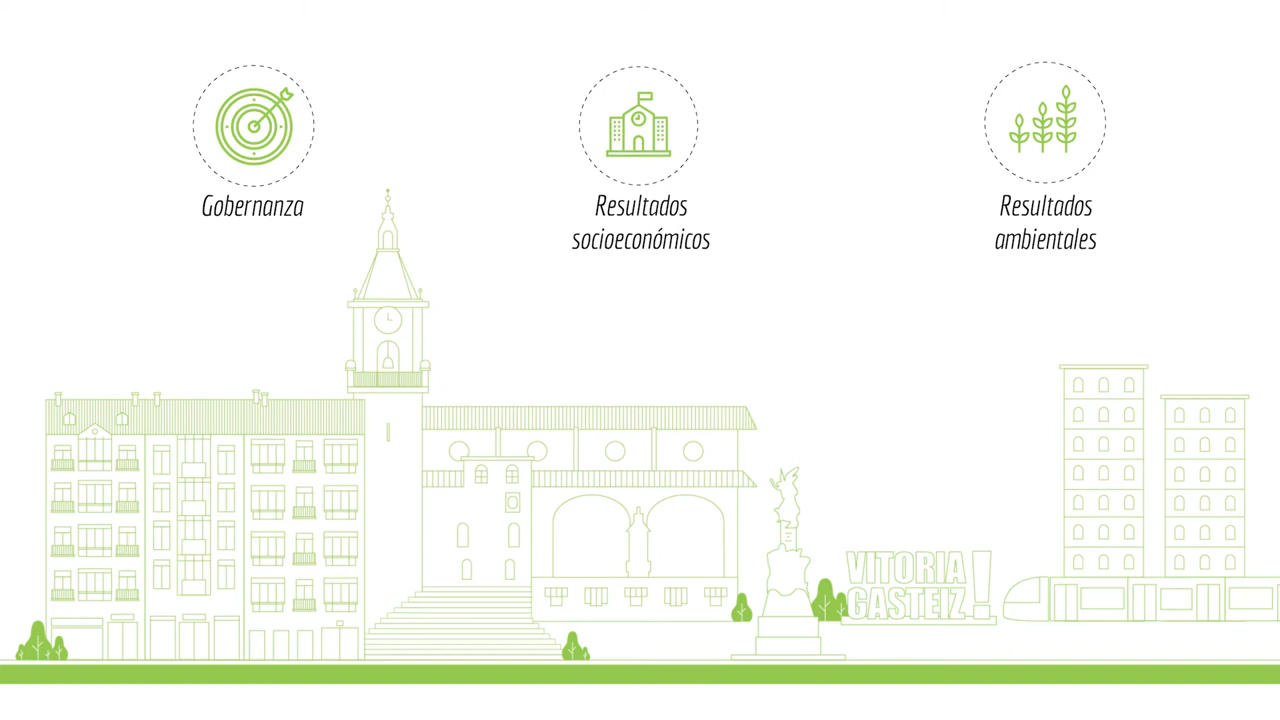 Gobernanza
Resultados
socioeconómicos
Resultados
ambientales
VITORIA
GASTEIZ!